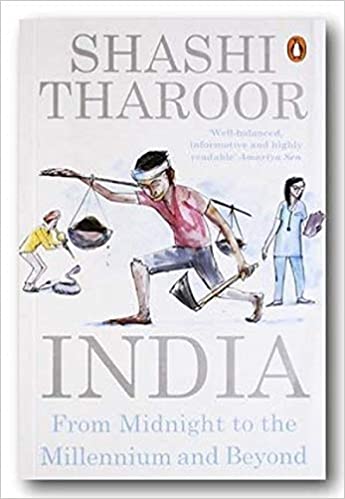 SHASHI
THAROOR
'Well-balanced,
informative and highly
readable' Amartya Sen
INDIA
From Midnight to the
Millennium and Beyond